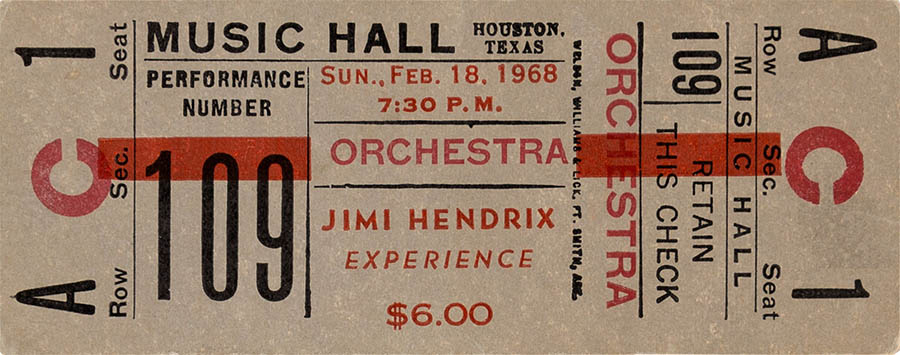 1
Seat
C
Sec.
A
Row
MUSIC HALL
HOUSTON,
TEXAS
PERFORMANCE
NUMBER
109
SUN., FEB. 18, 1968
7:30 P.M.
ORCHESTRA
JIMI HENDRIX
EXPERIENCE
$6.00
WELDON, WILLIAMS & LICK, FT. SMITH, ARK.
ORCHESTRA
109
RETAIN
THIS CHECK
MUSIC HALL
Row
A
Sec.
C
Seat
1